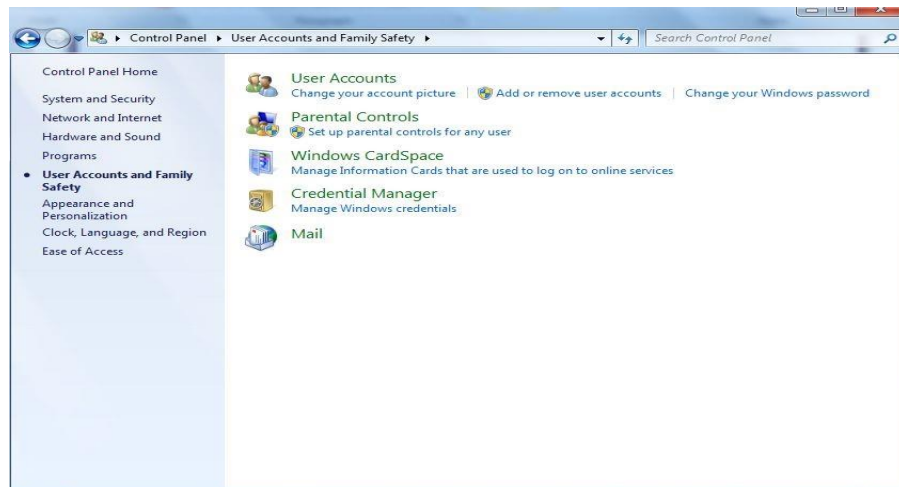 Control Panel ▸ User Accounts and Family Safety ▸
Search Control Panel
Control Panel Home
System and Security
Network and Internet
Hardware and Sound
Programs
User Accounts and Family
Safety
Appearance and
Personalization
Clock, Language, and Region
Ease of Access
User Accounts
Change your account picture | Add or remove user accounts | Change your Windows password
Parental Controls
Set up parental controls for any user
Windows CardSpace
Manage Information Cards that are used to log on to online services
Credential Manager
Manage Windows credentials
Mail